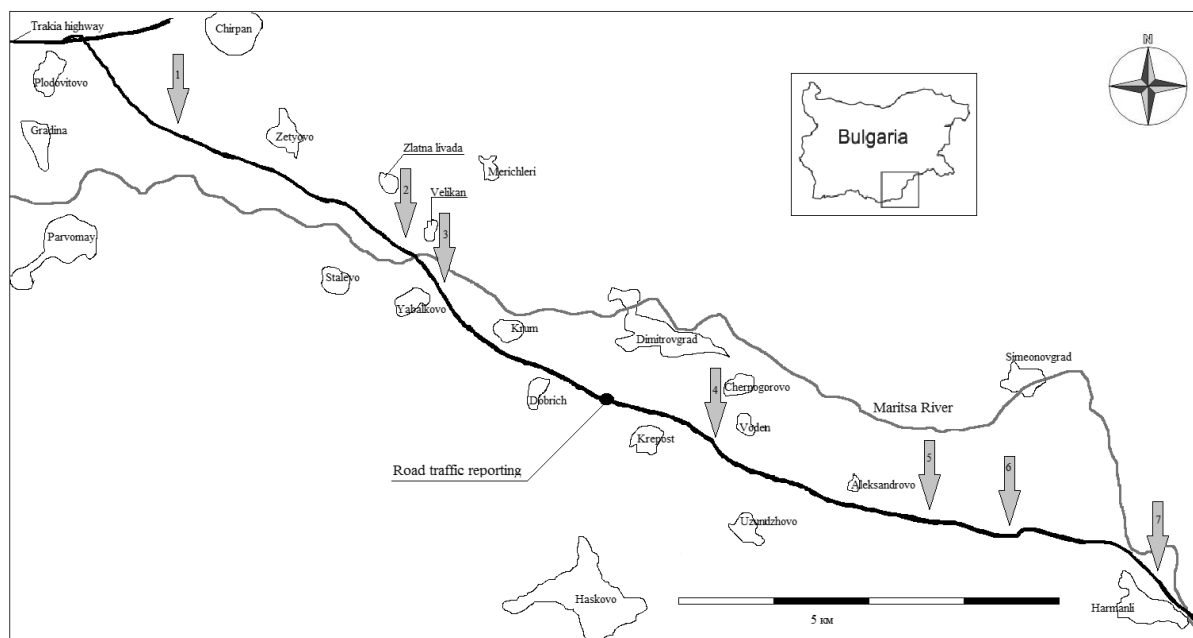 Trakia highway
Chirpan
N
1
Plodovitovo
Gradina
Zetyovo
Bulgaria
Zlatna livada
Merichleri
2
Velikan
3
Parvomay
Stalevo
Yabalkovo
Krum
Dimitrovgrad
Simeonovgrad
4
Chernogorovo
Dobrich
Maritsa River
Voden
Krepost
5
6
Road traffic reporting
Aleksandrovo
7
Uzundzhovo
Haskovo
Harmanli
5 км